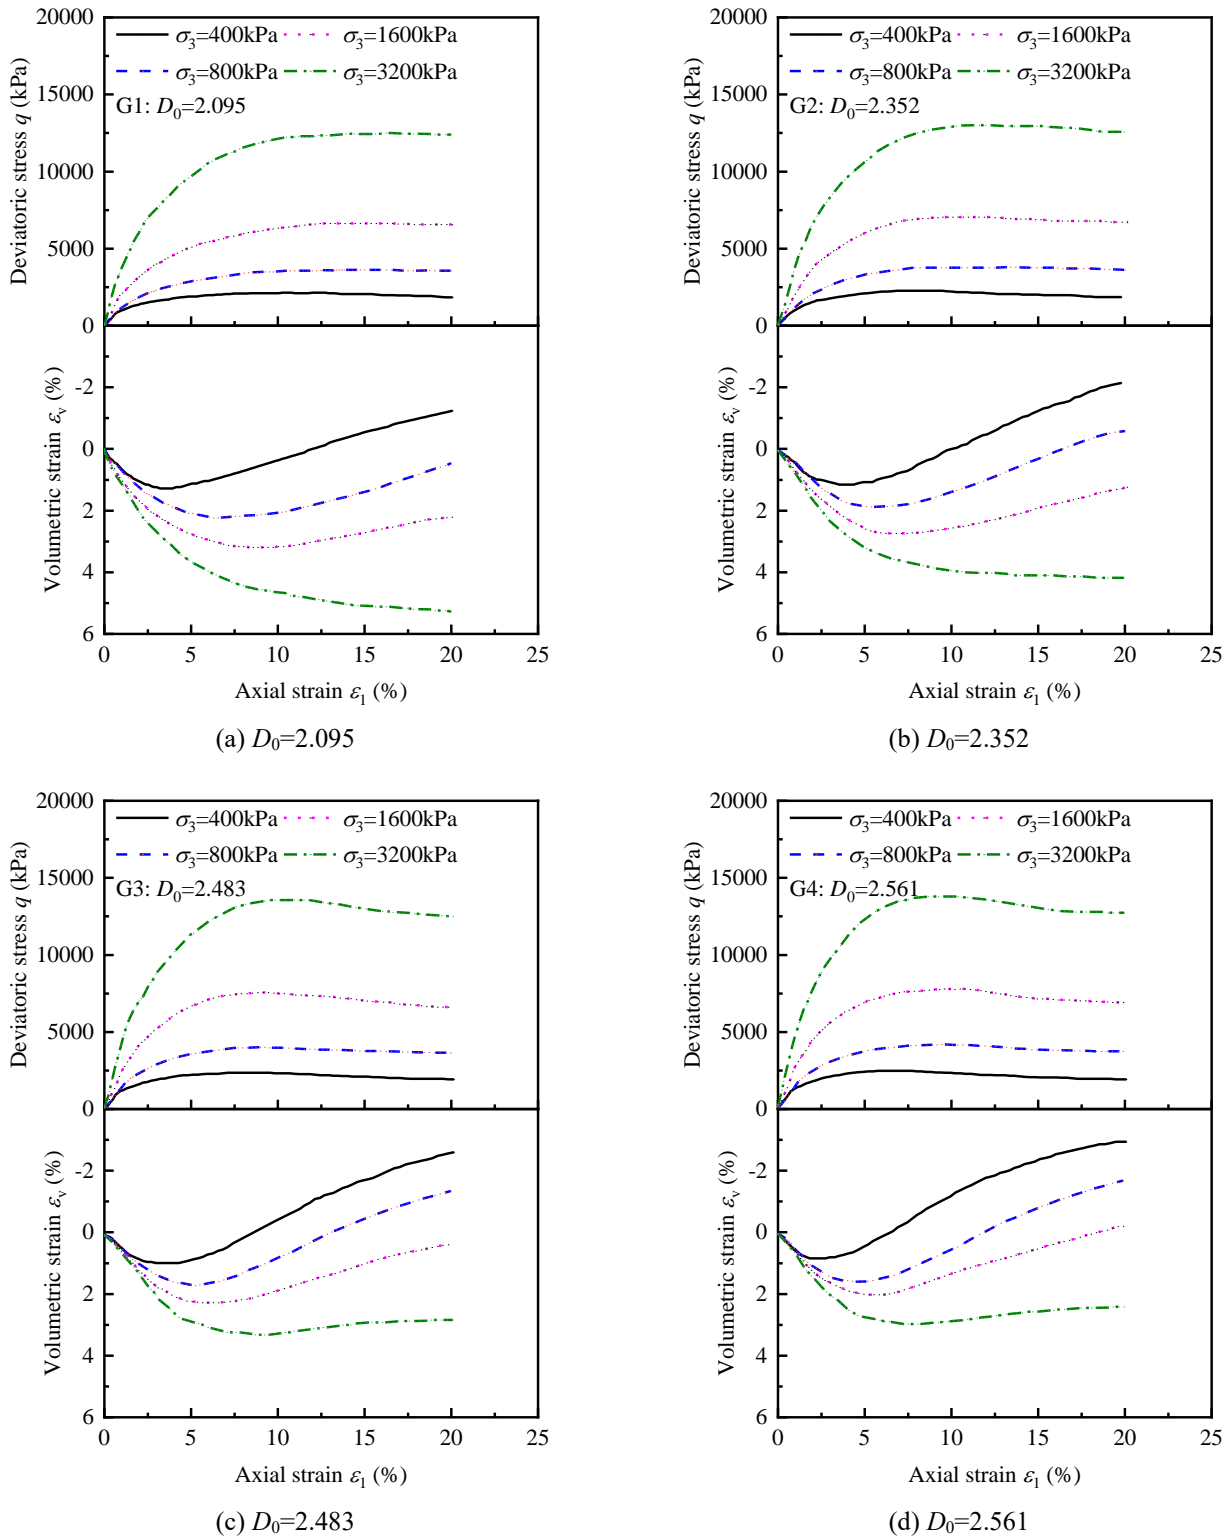 20000
15000
10000
5000
0
-2
0
2
4
6
Deviatoric stress q (kPa)
Volumetric strain εv (%)
σ3=400kPa σ3=1600kPa
σ3=800kPa σ3=3200kPa
G1: D0=2.095
0 5 10 15 20 25
Axial strain ε1 (%)
(a) D0=2.095
20000
15000
10000
5000
0
-2
0
2
4
6
Deviatoric stress q (kPa)
Volumetric strain εv (%)
σ3=400kPa σ3=1600kPa
σ3=800kPa σ3=3200kPa
G2: D0=2.352
0 5 10 15 20 25
Axial strain ε1 (%)
(b) D0=2.352
20000
15000
10000
5000
0
-2
0
2
4
6
Deviatoric stress q (kPa)
Volumetric strain εv (%)
σ3=400kPa σ3=1600kPa
σ3=800kPa σ3=3200kPa
G3: D0=2.483
0 5 10 15 20 25
Axial strain ε1 (%)
(c) D0=2.483
20000
15000
10000
5000
0
-2
0
2
4
6
Deviatoric stress q (kPa)
Volumetric strain εv (%)
σ3=400kPa σ3=1600kPa
σ3=800kPa σ3=3200kPa
G4: D0=2.561
0 5 10 15 20 25
Axial strain ε1 (%)
(d) D0=2.561